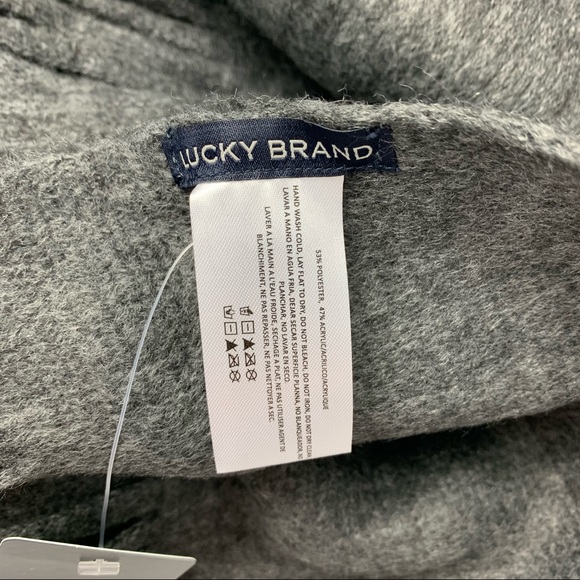 LUCKY BRAND
53% POLYESTER, 47% ACRYLIC/ACRILICO/ACRYLIQUE
HAND WASH COLD, LAY FLAT TO DRY, DO NOT BLEACH, DO NOT IRON, DO NOT DRY CLEAN
LAVAR A MANO EN AGUA FRIA, DEJAR SECAR SUPERFICIE PLANNA, NO BLANQUEADOR, NO
PLANCHAR, NO LAVAR EN SECO.
LAVER A LA MAIN A L'EAU FROIDE, SECHAGE A PLAT, NE PAS UTILISER AGENT DE
BLANCHIMENT, NE PAS REPASSER, NE PAS NETTOYER A SEC.